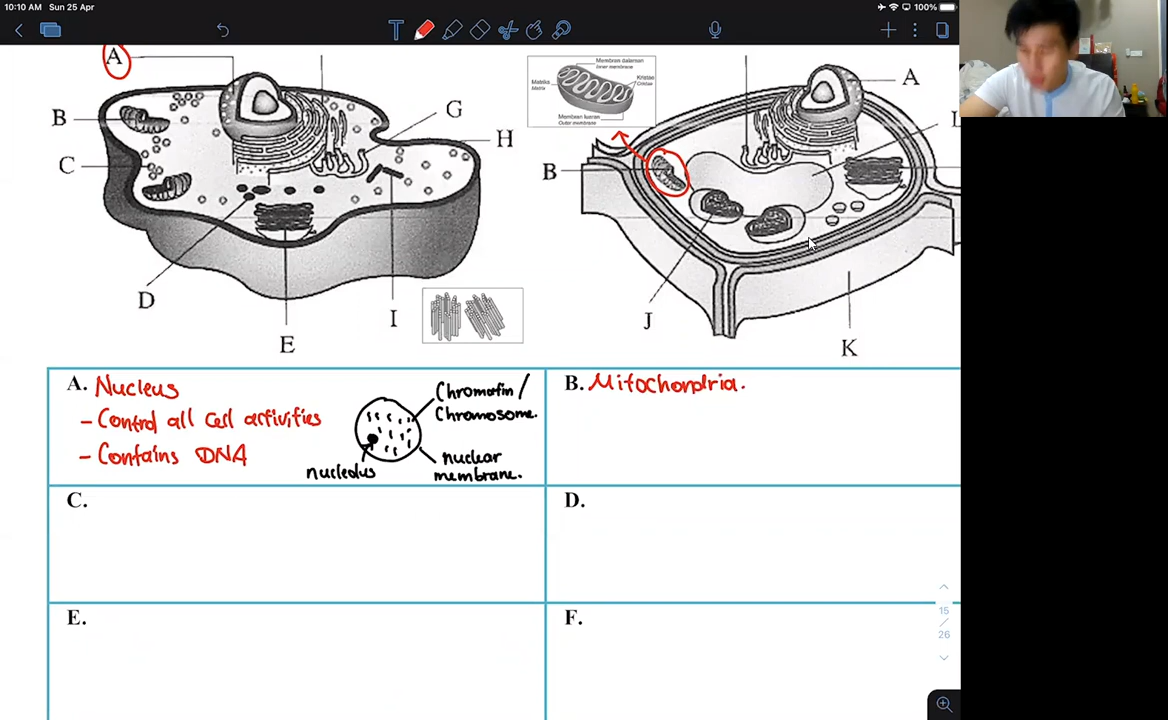 10:10 AM Sun 25 Apr
100%
T
A
B
C
D
E
G
H
I
Membran dalaman
Inner membrane
Matriks
Matrix
Kristae
Cristae
Membran luaran
Outer membrane
A
B
J
K
A. Nucleus
- Control all cell activities
- Contains DNA
Chromatin/
Chromosome.
nucleolus
nuclear
membrane.
B. Mitochondria.
C.
D.
E.
F.
15
/
26